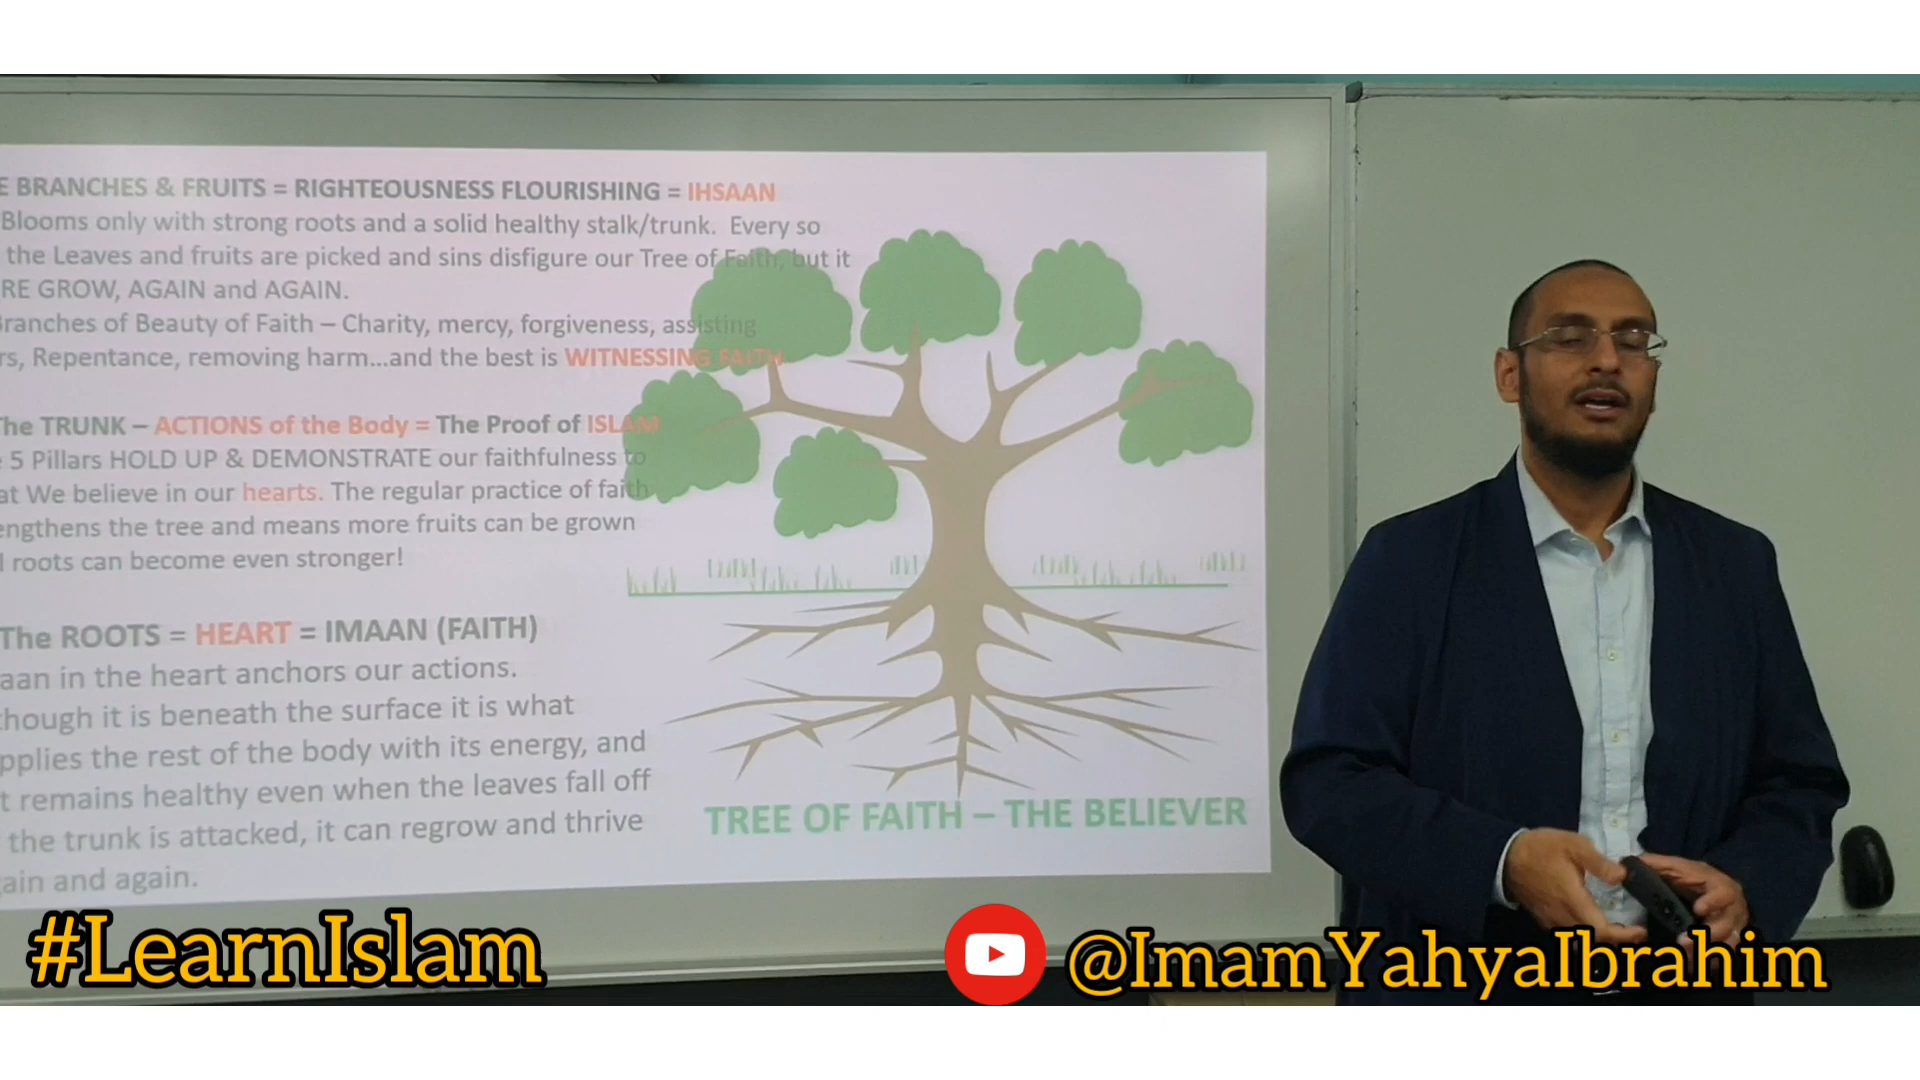 E BRANCHES & FRUITS = RIGHTEOUSNESS FLOURISHING = IHSAAN
Blooms only with strong roots and a solid healthy stalk/trunk. Every so
the Leaves and fruits are picked and sins disfigure our Tree of Faith, but it
RE GROW, AGAIN and AGAIN.
Branches of Beauty of Faith – Charity, mercy, forgiveness, assisting
rs, Repentance, removing harm...and the best is WITNESSING FAITH
The TRUNK – ACTIONS of the Body = The Proof of ISLAM
5 Pillars HOLD UP & DEMONSTRATE our faithfulness to
at We believe in our hearts. The regular practice of faith
engthens the tree and means more fruits can be grown
roots can become even stronger!
The ROOTS = HEART = IMAAN (FAITH)
aan in the heart anchors our actions.
though it is beneath the surface it is what
pplies the rest of the body with its energy, and
t remains healthy even when the leaves fall off
the trunk is attacked, it can regrow and thrive
ain and again.
TREE OF FAITH – THE BELIEVER
#LearnIslam
@ImamYahyaIbrahim